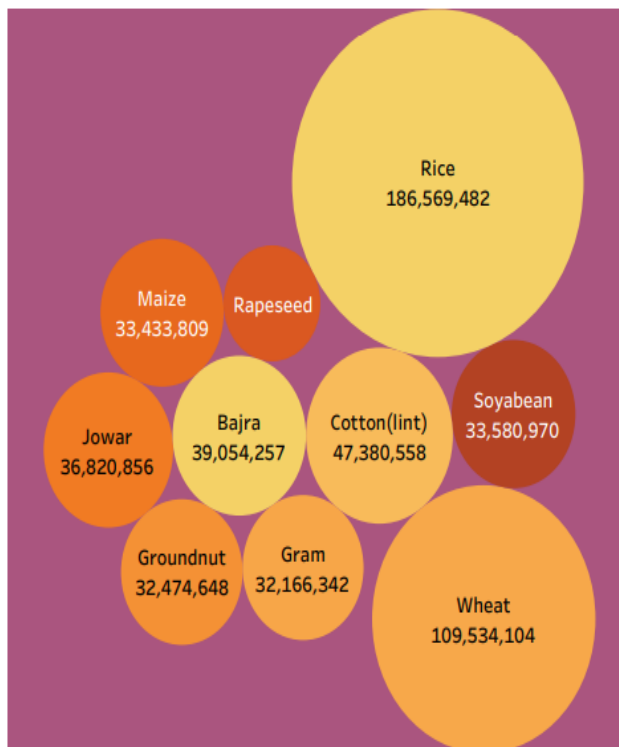 Rice
186,569,482
Maize
33,433,809
Rapeseed
Soyabean
33,580,970
Jowar
36,820,856
Bajra
39,054,257
Cotton(lint)
47,380,558
Groundnut
32,474,648
Gram
32,166,342
Wheat
109,534,104